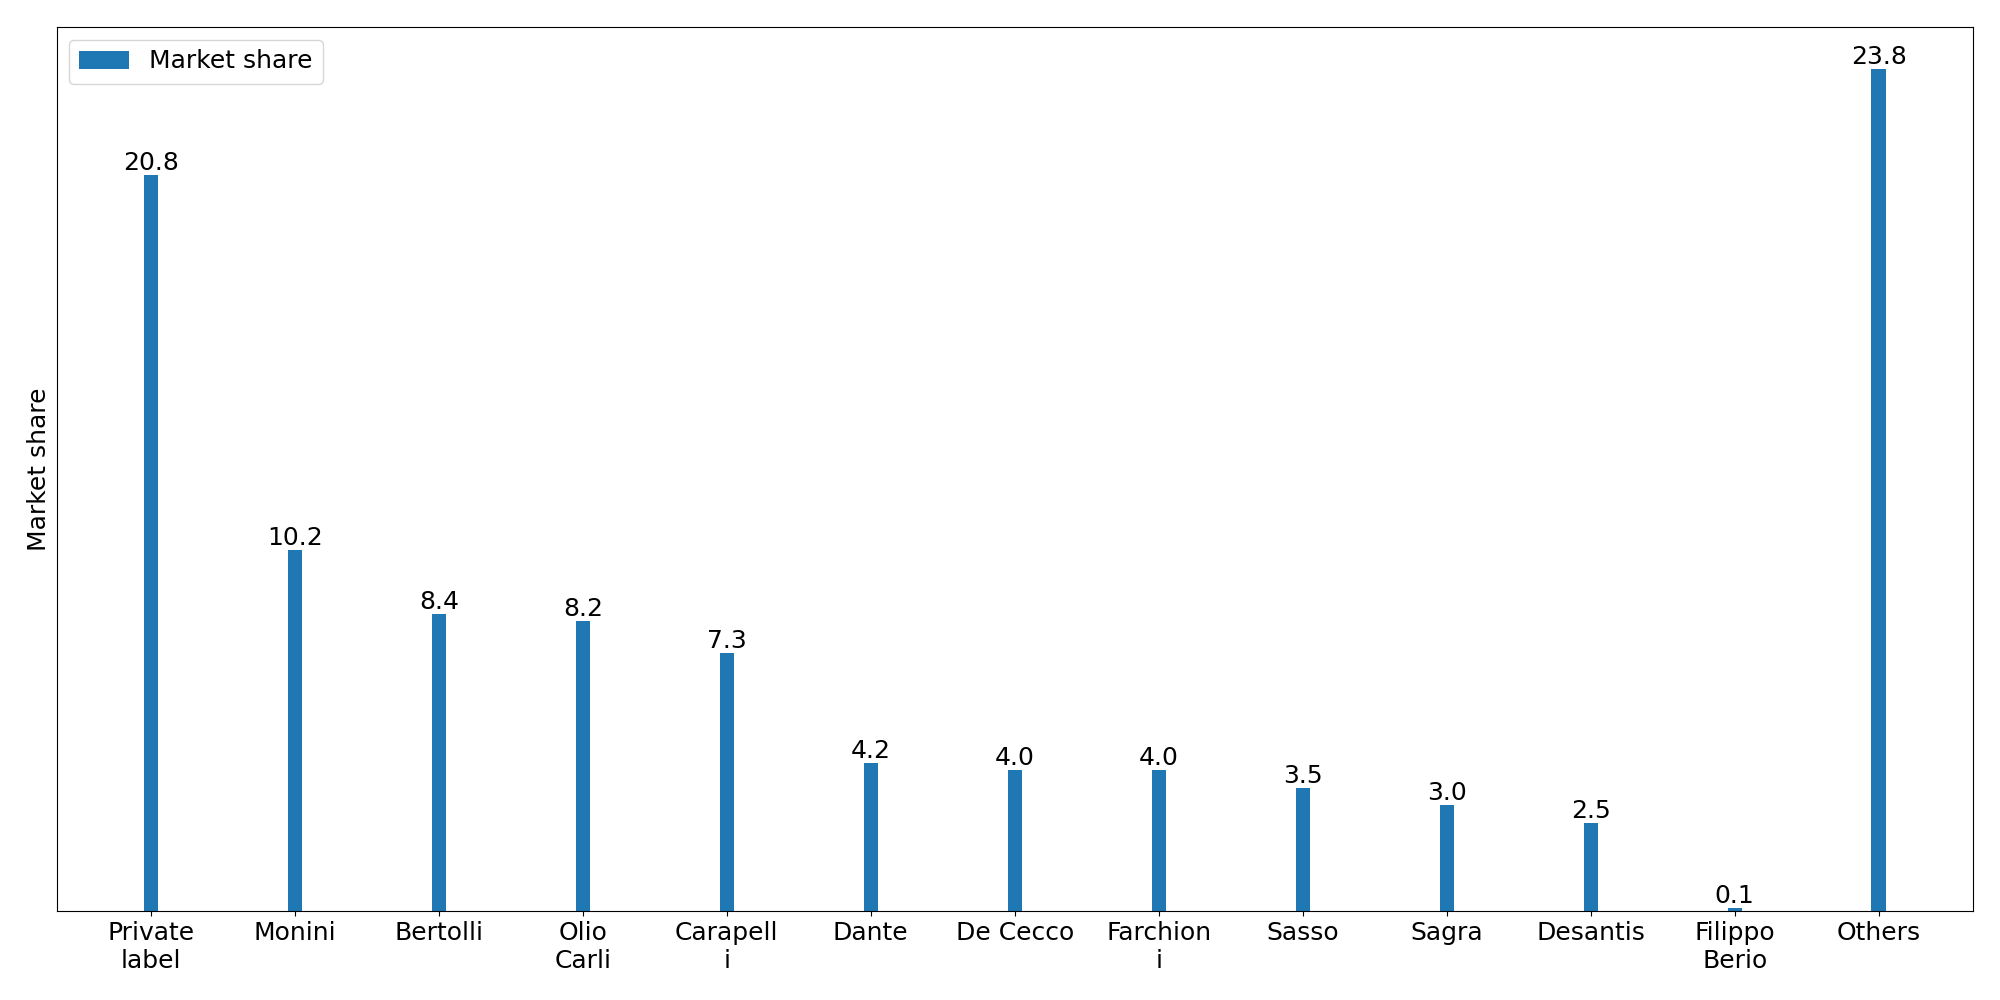 Market share
23.8
20.8
10.2
8.4
8.2
7.3
4.2
4.0
4.0
3.5
3.0
2.5
0.1
Market share
Private
label
Monini
Bertolli
Olio
Carli
Carapell
i
Dante
De Cecco
Farchion
i
Sasso
Sagra
Desantis
Filippo
Berio
Others